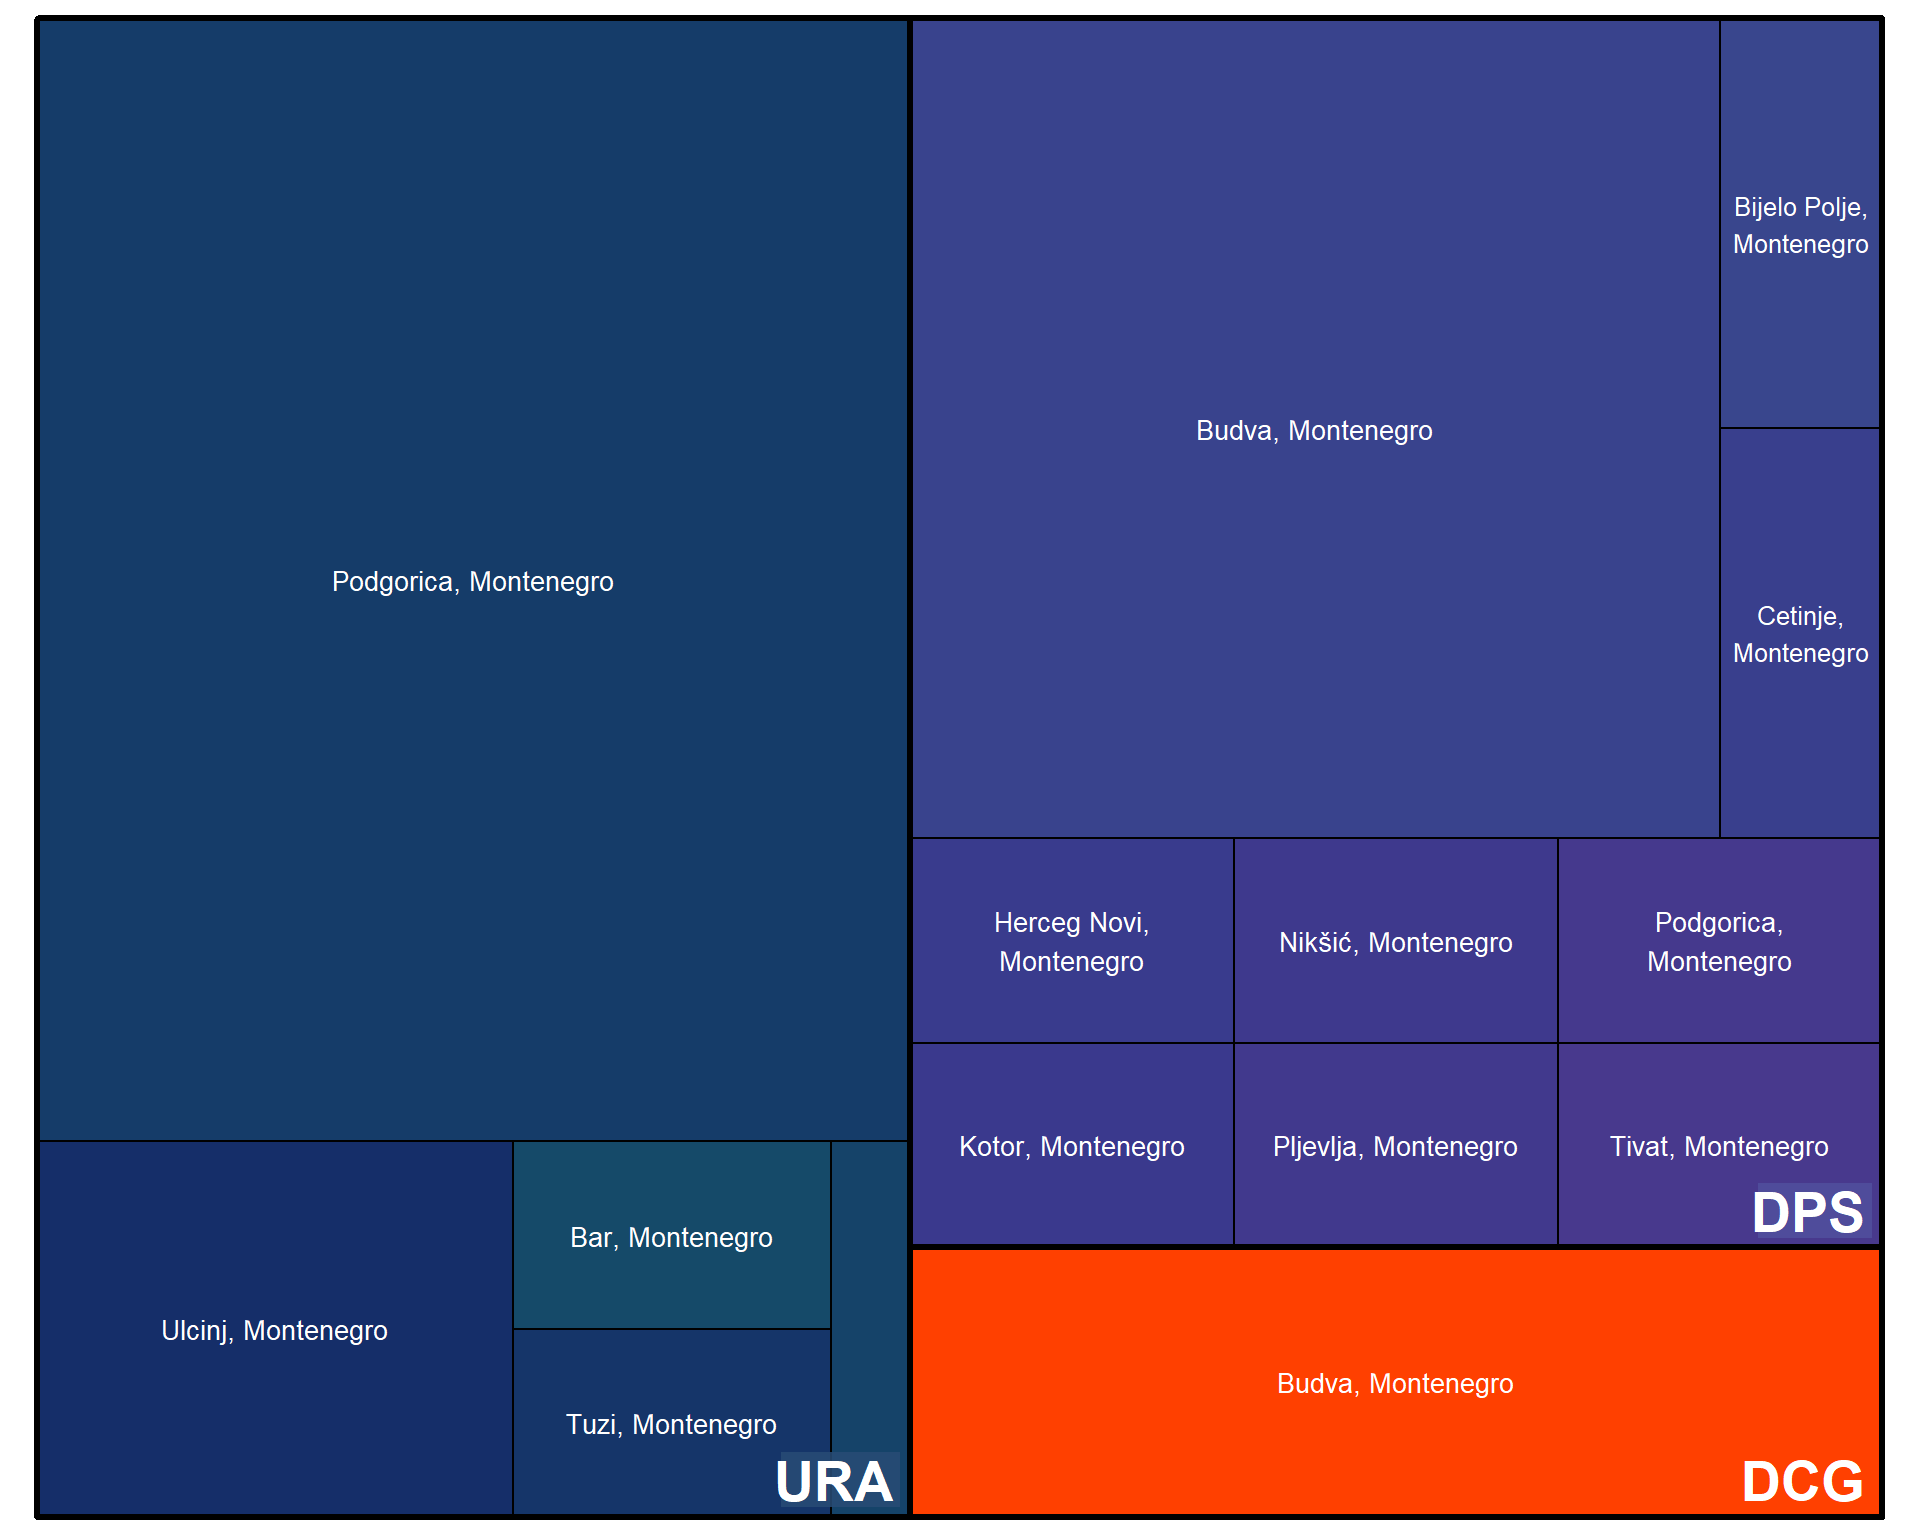 Podgorica, Montenegro
Ulcinj, Montenegro
Bar, Montenegro
Tuzi, Montenegro
URA
Budva, Montenegro
Bijelo Polje,
Montenegro
Cetinje,
Montenegro
Herceg Novi,
Montenegro
Nikšić, Montenegro
Podgorica,
Montenegro
Kotor, Montenegro
Pljevlja, Montenegro
Tivat, Montenegro
DPS
Budva, Montenegro
DCG